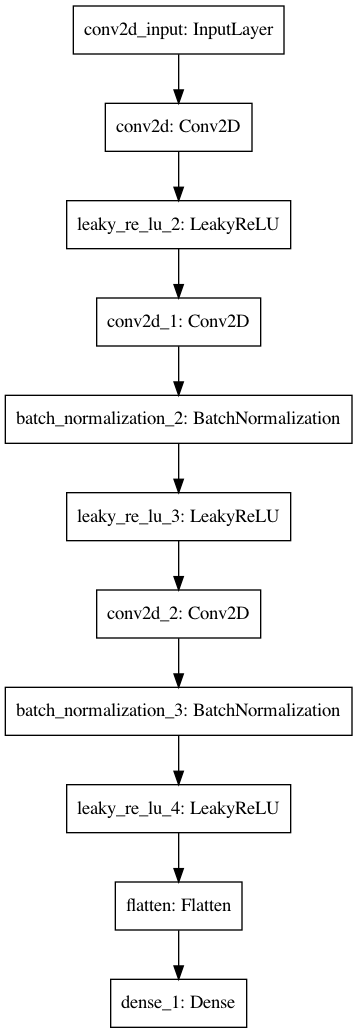 conv2d_input: InputLayer
conv2d: Conv2D
leaky_re_lu_2: LeakyReLU
conv2d_1: Conv2D
batch_normalization_2: BatchNormalization
leaky_re_lu_3: LeakyReLU
conv2d_2: Conv2D
batch_normalization_3: BatchNormalization
leaky_re_lu_4: LeakyReLU
flatten: Flatten
dense_1: Dense